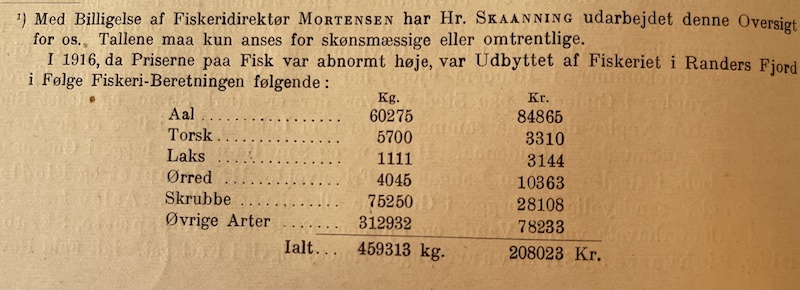 ¹) Med Billigelse af Fiskeridirektør MORTENSEN har Hr. SKAANNING udarbejdet denne Oversigt
for os. Tallene maa kun anses for skønsmæssige eller omtrentlige.
I 1916, da Priserne paa Fisk var abnormt høje, var Udbyttet af Fiskeriet i Randers Fjord
i Følge Fiskeri-Beretningen følgende:
Kg. Kr.
Aal ................. 60275 84865
Torsk............... 5700 3310
Laks ............... 1111 3144
Ørred .............. 4045 10363
Skrubbe ............ 75250 28108
Øvrige Arter ....... 312932 78233
Ialt... 459313 kg. 208023 Kr.